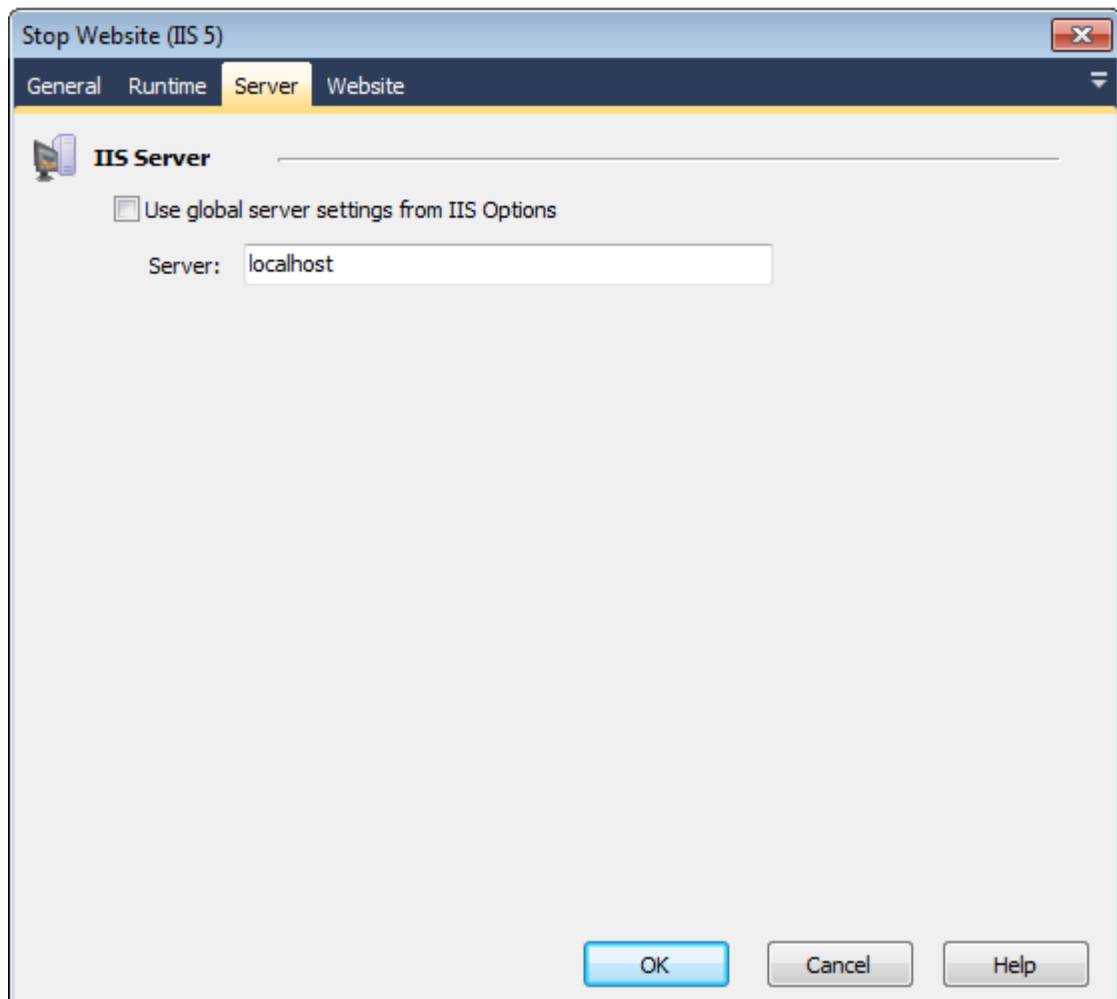 Stop Website (IIS 5)
General Runtime Server Website
IIS Server
Use global server settings from IIS Options
Server: localhost
OK Cancel Help